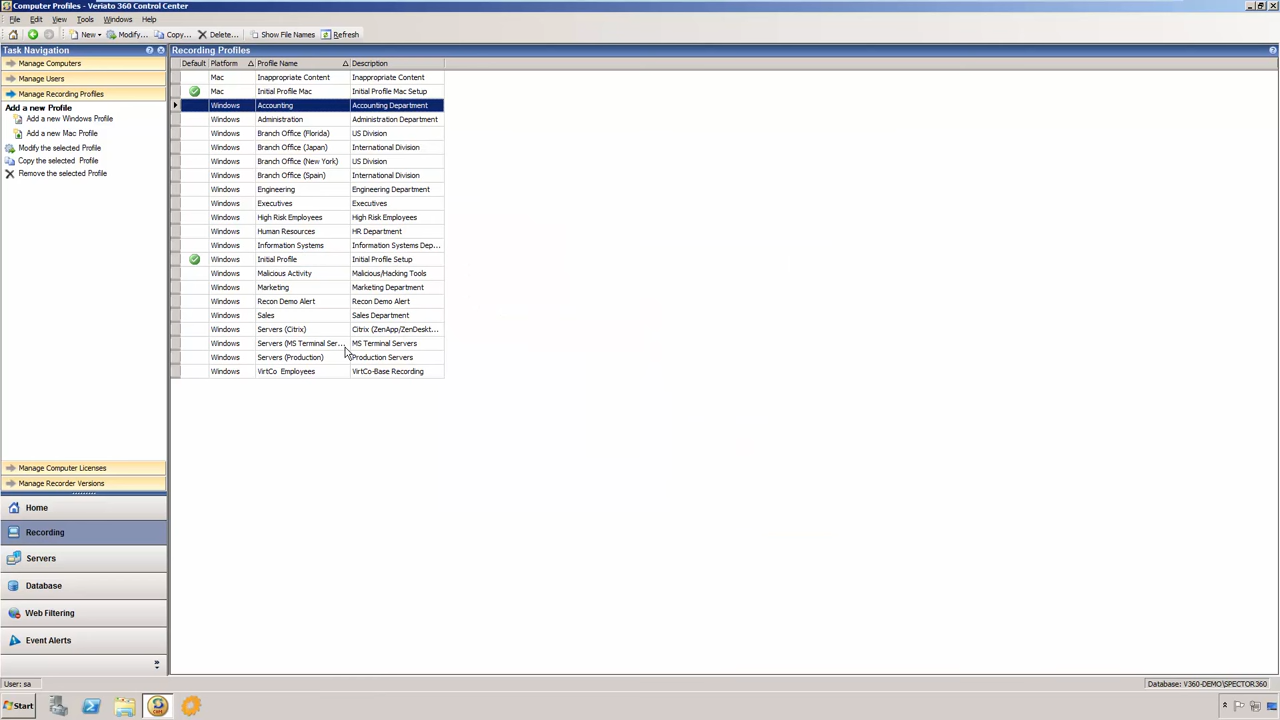 Computer Profiles - Veriato 360 Control Center
File Edit View Tools Windows Help
New Modify... Copy... Delete... Show File Names Refresh
Task Navigation
Manage Computers
Manage Users
Manage Recording Profiles
Add a new Profile
Add a new Windows Profile
Add a new Mac Profile
Modify the selected Profile
Copy the selected Profile
Remove the selected Profile
Manage Computer Licenses
Manage Recorder Versions
Home
Recording
Servers
Database
Web Filtering
Event Alerts
Recording Profiles
Default Platform Profile Name Description
Mac Inappropriate Content Inappropriate Content
Mac Initial Profile Mac Initial Profile Mac Setup
Windows Accounting Accounting Department
Windows Administration Administration Department
Windows Branch Office (Florida) US Division
Windows Branch Office (Japan) International Division
Windows Branch Office (New York) US Division
Windows Branch Office (Spain) International Division
Windows Engineering Engineering Department
Windows Executives Executives
Windows High Risk Employees High Risk Employees
Windows Human Resources HR Department
Windows Information Systems Information Systems Dep...
Windows Initial Profile Initial Profile Setup
Windows Malicious Activity Malicious/Hacking Tools
Windows Marketing Marketing Department
Windows Recon Demo Alert Recon Demo Alert
Windows Sales Sales Department
Windows Servers (Citrix) Citrix (ZenApp/ZenDeskt...
Windows Servers (MS Terminal Ser... MS Terminal Servers
Windows Servers (Production) Production Servers
Windows VirtCo Employees VirtCo-Base Recording
User: sa
Database: V360-DEMO\SPECTOR360
Start